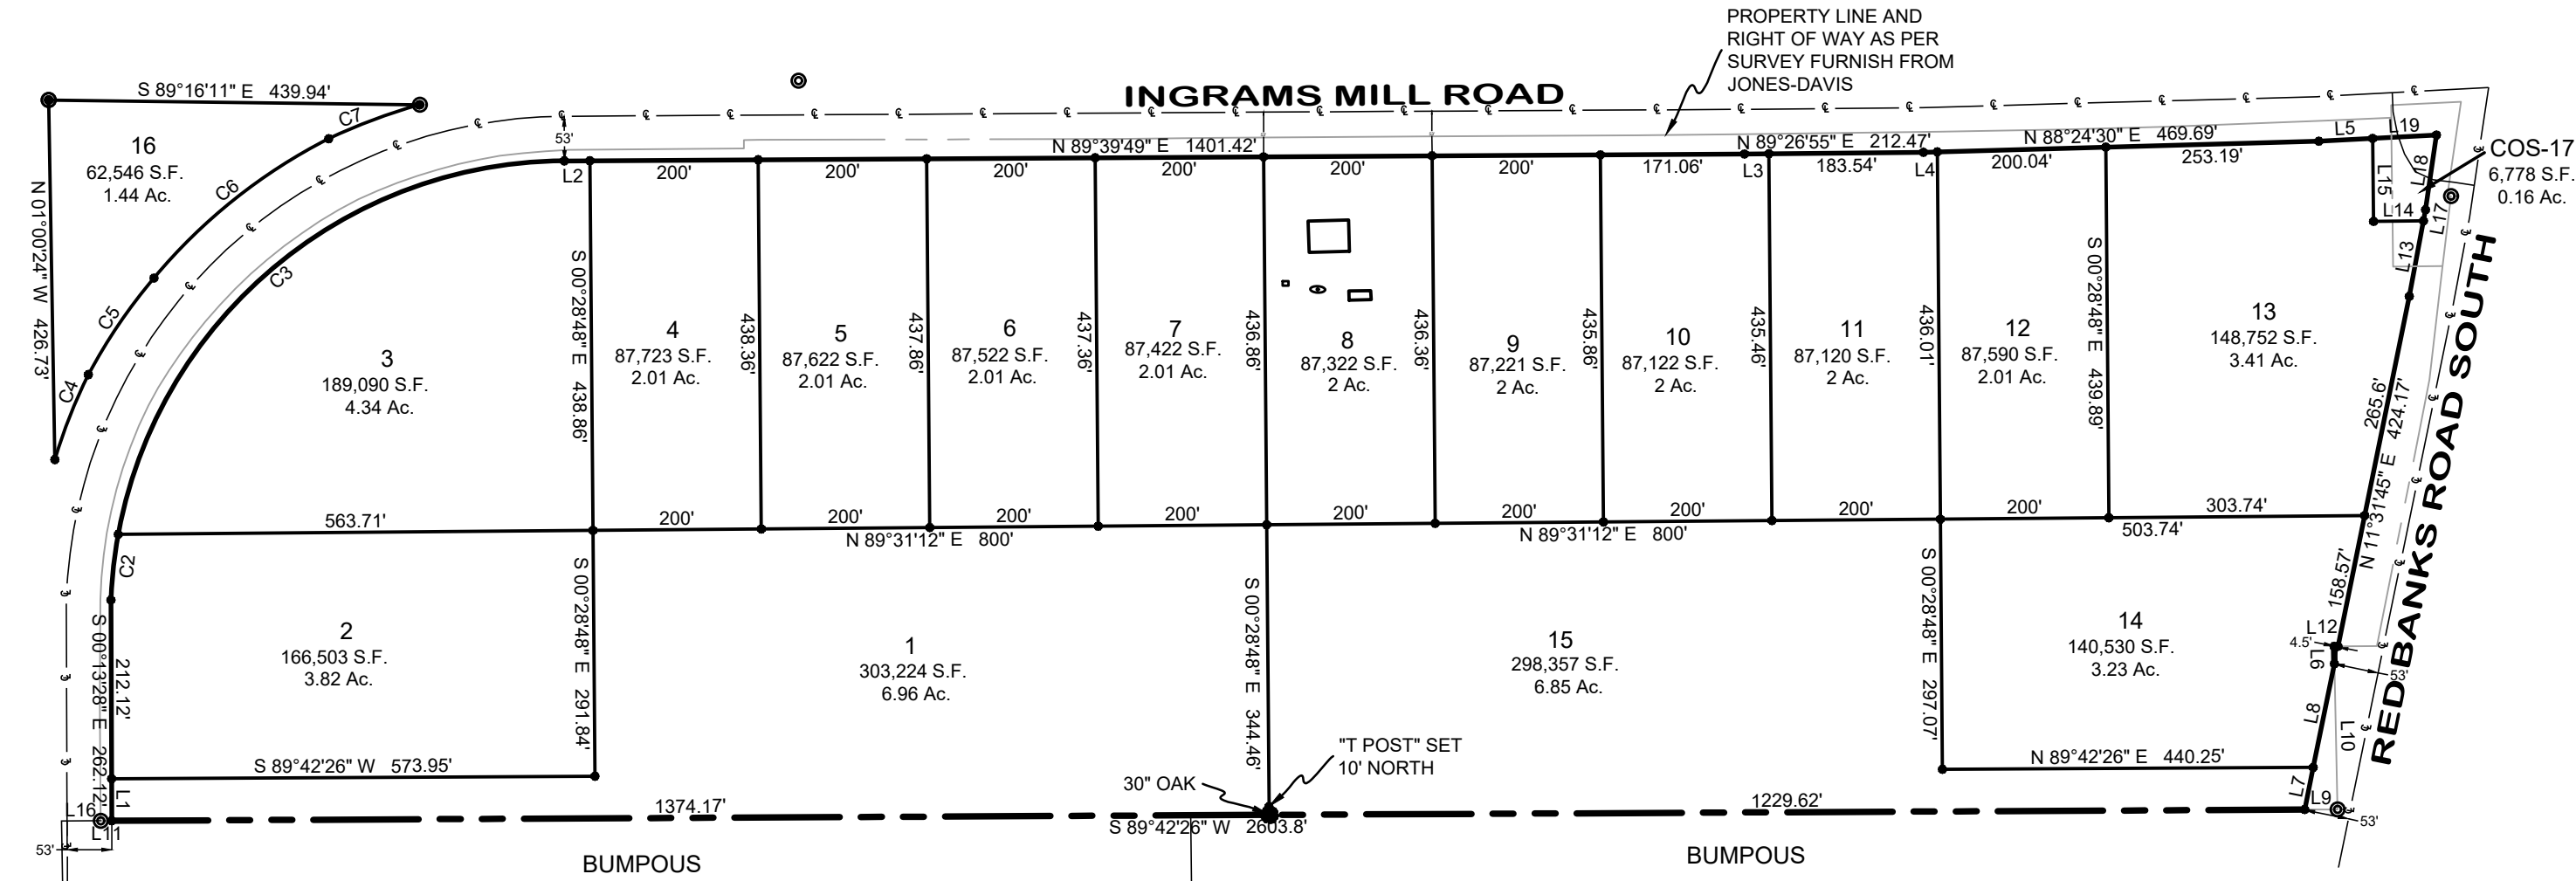 PROPERTY LINE AND
RIGHT OF WAY AS PER
SURVEY FURNISH FROM
JONES-DAVIS
INGRAMS MILL ROAD
S 89°16'11" E 439.94'
C7
16
62,546 S.F.
1.44 Ac.
N 01°00'24" W 426.73'
C6
C5
C4
C3
C2
53'
L2
N 89°39'49" E 1401.42'
N 89°26'55" E 212.47'
N 88°24'30" E 469.69'
L5
L19
200'
200'
200'
200'
200'
200'
171.06'
L3
183.54'
L4
200.04'
253.19'
L15
L18
L14
L17
L13
COS-17
6,778 S.F.
0.16 Ac.
3
189,090 S.F.
4.34 Ac.
S 00°28'48" E 438.86'
4
87,723 S.F.
2.01 Ac.
438.36'
5
87,622 S.F.
2.01 Ac.
437.86'
6
87,522 S.F.
2.01 Ac.
437.36'
7
87,422 S.F.
2.01 Ac.
436.86'
8
87,322 S.F.
2 Ac.
436.36'
9
87,221 S.F.
2 Ac.
435.86'
10
87,122 S.F.
2 Ac.
435.46'
11
87,120 S.F.
2 Ac.
436.01'
12
87,590 S.F.
2.01 Ac.
S 00°28'48" E 439.89'
13
148,752 S.F.
3.41 Ac.
265.6'
N 11°31'45" E 424.17'
RED BANKS ROAD SOUTH
563.71'
200'
200'
200'
200'
200'
200'
200'
200'
200'
303.74'
N 89°31'12" E 800'
N 89°31'12" E 800'
503.74'
158.57'
S 00°13'28" E 262.12'
212.12'
2
166,503 S.F.
3.82 Ac.
S 00°28'48" E 291.84'
1
303,224 S.F.
6.96 Ac.
S 00°28'48" E 344.46'
15
298,357 S.F.
6.85 Ac.
S 00°28'48" E 297.07'
14
140,530 S.F.
3.23 Ac.
L12
4.5'
L6
53'
L8
L10
S 89°42'26" W 573.95'
N 89°42'26" E 440.25'
"T POST" SET
10' NORTH
30" OAK
L1
L16
L11
1374.17'
1229.62'
L7
L9
53'
S 89°42'26" W 2603.8'
53'
BUMPOUS
BUMPOUS